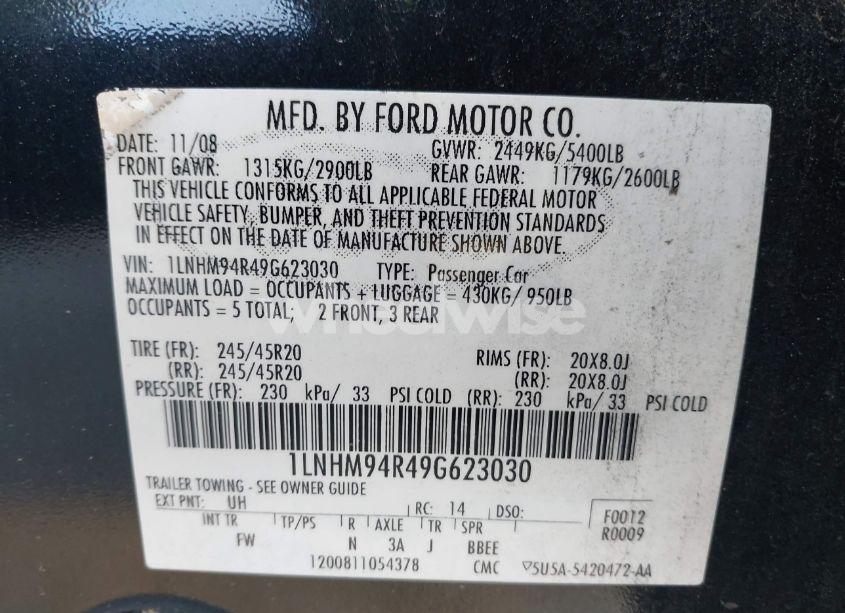 MFD. BY FORD MOTOR CO.
DATE: 11/08 GVWR: 2449KG/5400LB
FRONT GAWR: 1315KG/2900LB REAR GAWR: 1179KG/2600LB
THIS VEHICLE CONFORMS TO ALL APPLICABLE FEDERAL MOTOR
VEHICLE SAFETY, BUMPER, AND THEFT PREVENTION STANDARDS
IN EFFECT ON THE DATE OF MANUFACTURE SHOWN ABOVE.
VIN: 1LNHM94R49G623030 TYPE: Passenger Car
MAXIMUM LOAD = OCCUPANTS + LUGGAGE = 430KG/ 950LB
OCCUPANTS = 5 TOTAL; 2 FRONT, 3 REAR
wheelwise
TIRE (FR): 245/45R20 RIMS (FR): 20X8.0J
(RR): 245/45R20 (RR): 20X8.0J
PRESSURE (FR): 230 kPa/ 33 PSI COLD (RR): 230 kPa/ 33 PSI COLD
1LNHM94R49G623030
TRAILER TOWING - SEE OWNER GUIDE
EXT PNT: UH RC: 14 DSO: F0012
INT TR TP/PS R AXLE TR SPR R0009
FW N 3A J BBEE
1200811054378 CMC ▽5U5A-5420472-AA